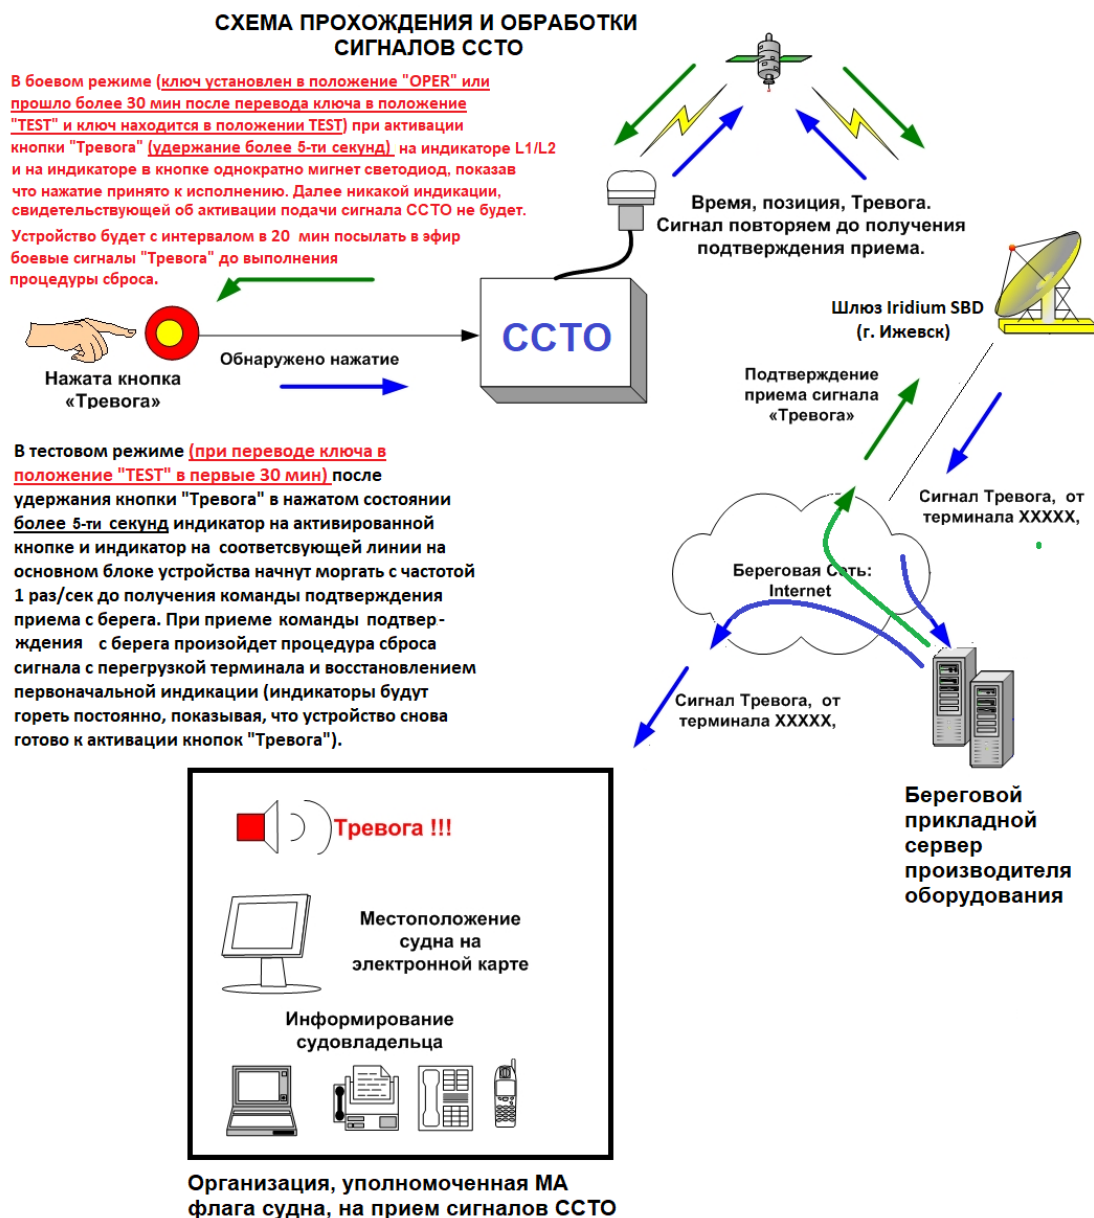 СХЕМА ПРОХОЖДЕНИЯ И ОБРАБОТКИ
СИГНАЛОВ ССТО
В боевом режиме (ключ установлен в положение "OPER" или
прошло более 30 мин после перевода ключа в положение
"TEST" и ключ находится в положении TEST) при активации
кнопки "Тревога" (удержание более 5-ти секунд) на индикаторе L1/L2
и на индикаторе в кнопке однократно мигнет светодиод, показав
что нажатие принято к исполнению. Далее никакой индикации,
свидетельствующей об активации подачи сигнала ССТО не будет.
Устройство будет с интервалом в 20 мин посылать в эфир
боевые сигналы "Тревога" до выполнения
процедуры сброса.
Время, позиция, Тревога.
Сигнал повторяем до получения
подтверждения приема.
Шлюз Iridium SBD
(г. Ижевск)
ССТО
Обнаружено нажатие
Нажата кнопка
«Тревога»
Подтверждение
приема сигнала
«Тревога»
Сигнал Тревога, от
терминала XXXXX,
В тестовом режиме (при переводе ключа в
положение "TEST" в первые 30 мин) после
удержания кнопки "Тревога" в нажатом состоянии
более 5-ти секунд индикатор на активированной
кнопке и индикатор на соответсвующей линии на
основном блоке устройства начнут моргать с частотой
1 раз/сек до получения команды подтверждения
приема с берега. При приеме команды подтвер-
ждения с берега произойдет процедура сброса
сигнала с перегрузкой терминала и восстановлением
первоначальной индикации (индикаторы будут
гореть постоянно, показывая, что устройство снова
готово к активации кнопок "Тревога").
Береговая Сеть:
Internet
Сигнал Тревога, от
терминала XXXXX,
Береговой
прикладной
сервер
производителя
оборудования
Тревога !!!
Местоположение
судна на
электронной карте
Информирование
судовладельца
Организация, уполномоченная МА
флага судна, на прием сигналов ССТО